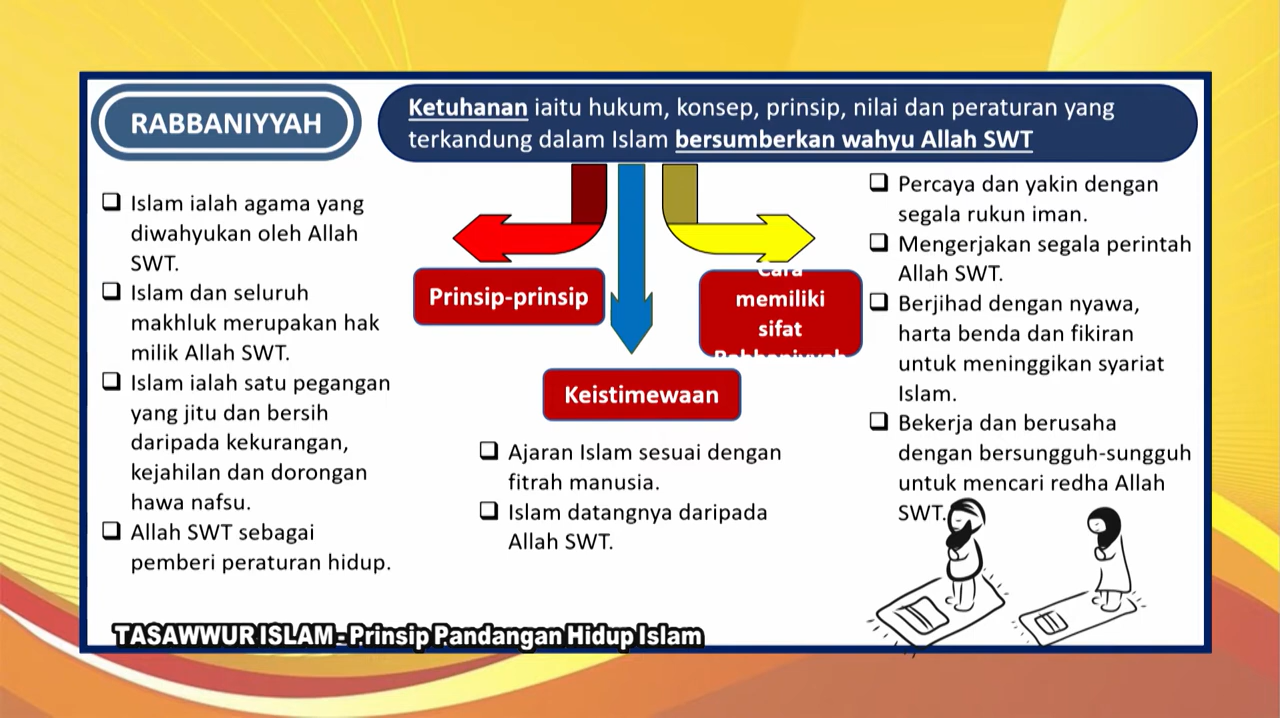 RABBANIYYAH
Ketuhanan iaitu hukum, konsep, prinsip, nilai dan peraturan yang
terkandung dalam Islam bersumberkan wahyu Allah SWT
Prinsip-prinsip
Islam ialah agama yang
diwahyukan oleh Allah
SWT.
Islam dan seluruh
makhluk merupakan hak
milik Allah SWT.
Islam ialah satu pegangan
yang jitu dan bersih
daripada kekurangan,
kejahilan dan dorongan
hawa nafsu.
Allah SWT sebagai
pemberi peraturan hidup.
Keistimewaan
Ajaran Islam sesuai dengan
fitrah manusia.
Islam datangnya daripada
Allah SWT.
Cara
memiliki
sifat
Rabbaniyyah
Percaya dan yakin dengan
segala rukun iman.
Mengerjakan segala perintah
Allah SWT.
Berjihad dengan nyawa,
harta benda dan fikiran
untuk meninggikan syariat
Islam.
Bekerja dan berusaha
dengan bersungguh-sungguh
untuk mencari redha Allah
SWT.
TASAWWUR ISLAM - Prinsip Pandangan Hidup Islam